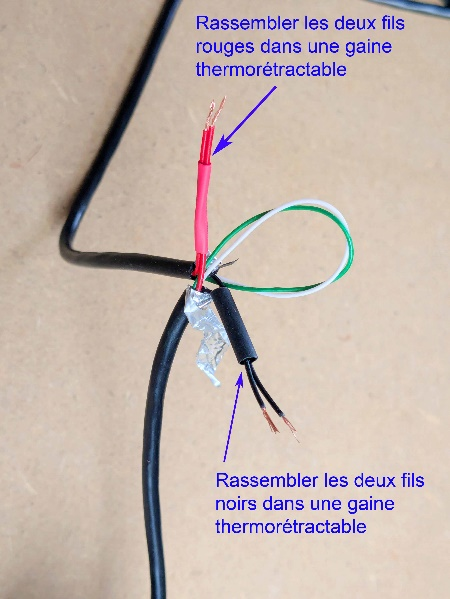 Rassembler les deux fils
rouges dans une gaine
thermorétractable
Rassembler les deux fils
noirs dans une gaine
thermorétractable